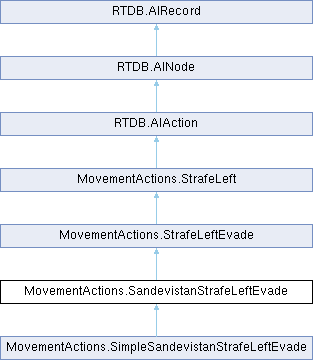 RTDB.AIRecord
RTDB.AINode
RTDB.AIAction
MovementActions.StrafeLeft
MovementActions.StrafeLeftEvade
MovementActions.SandevistanStrafeLeftEvade
MovementActions.SimpleSandevistanStrafeLeftEvade